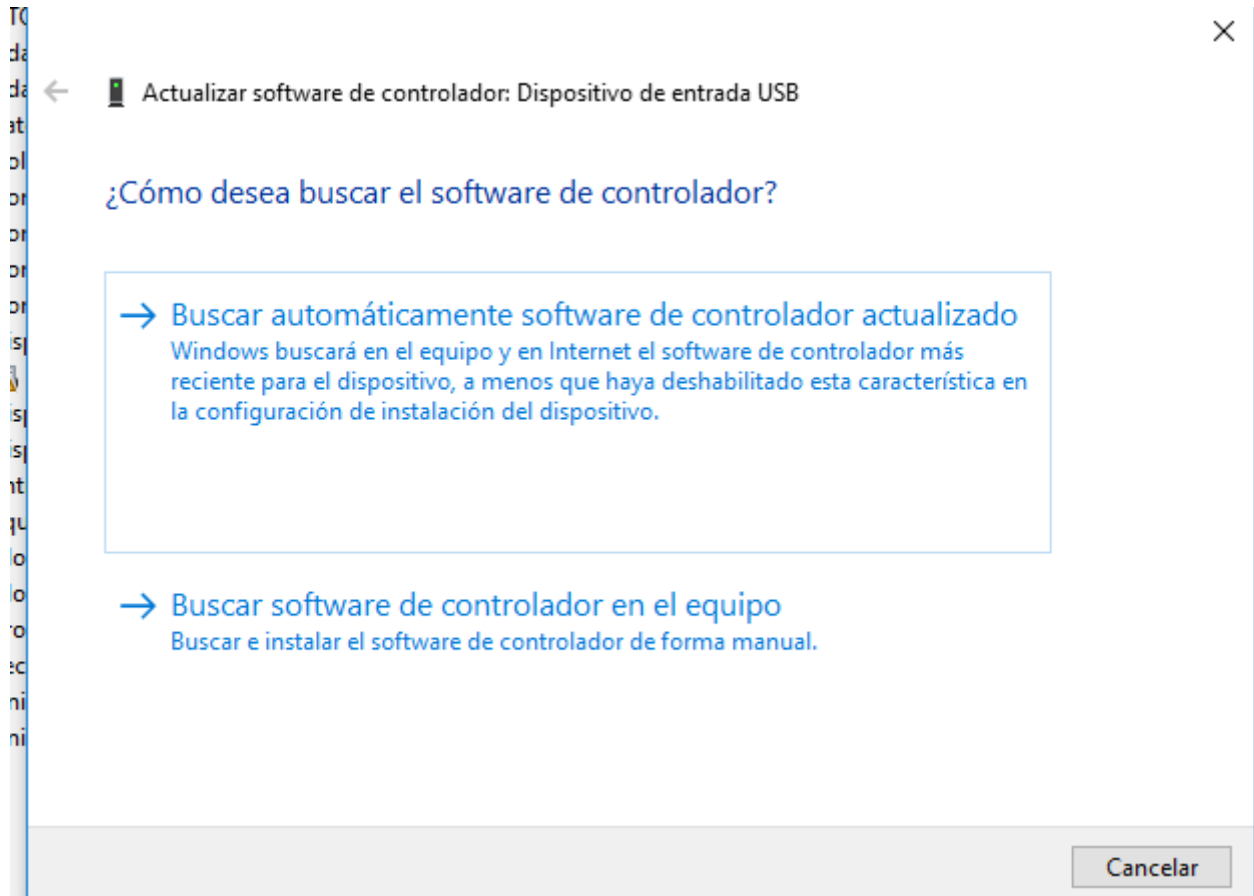 Actualizar software de controlador: Dispositivo de entrada USB
¿Cómo desea buscar el software de controlador?
Buscar automáticamente software de controlador actualizado
Windows buscará en el equipo y en Internet el software de controlador más
reciente para el dispositivo, a menos que haya deshabilitado esta característica en
la configuración de instalación del dispositivo.
Buscar software de controlador en el equipo
Buscar e instalar el software de controlador de forma manual.
Cancelar